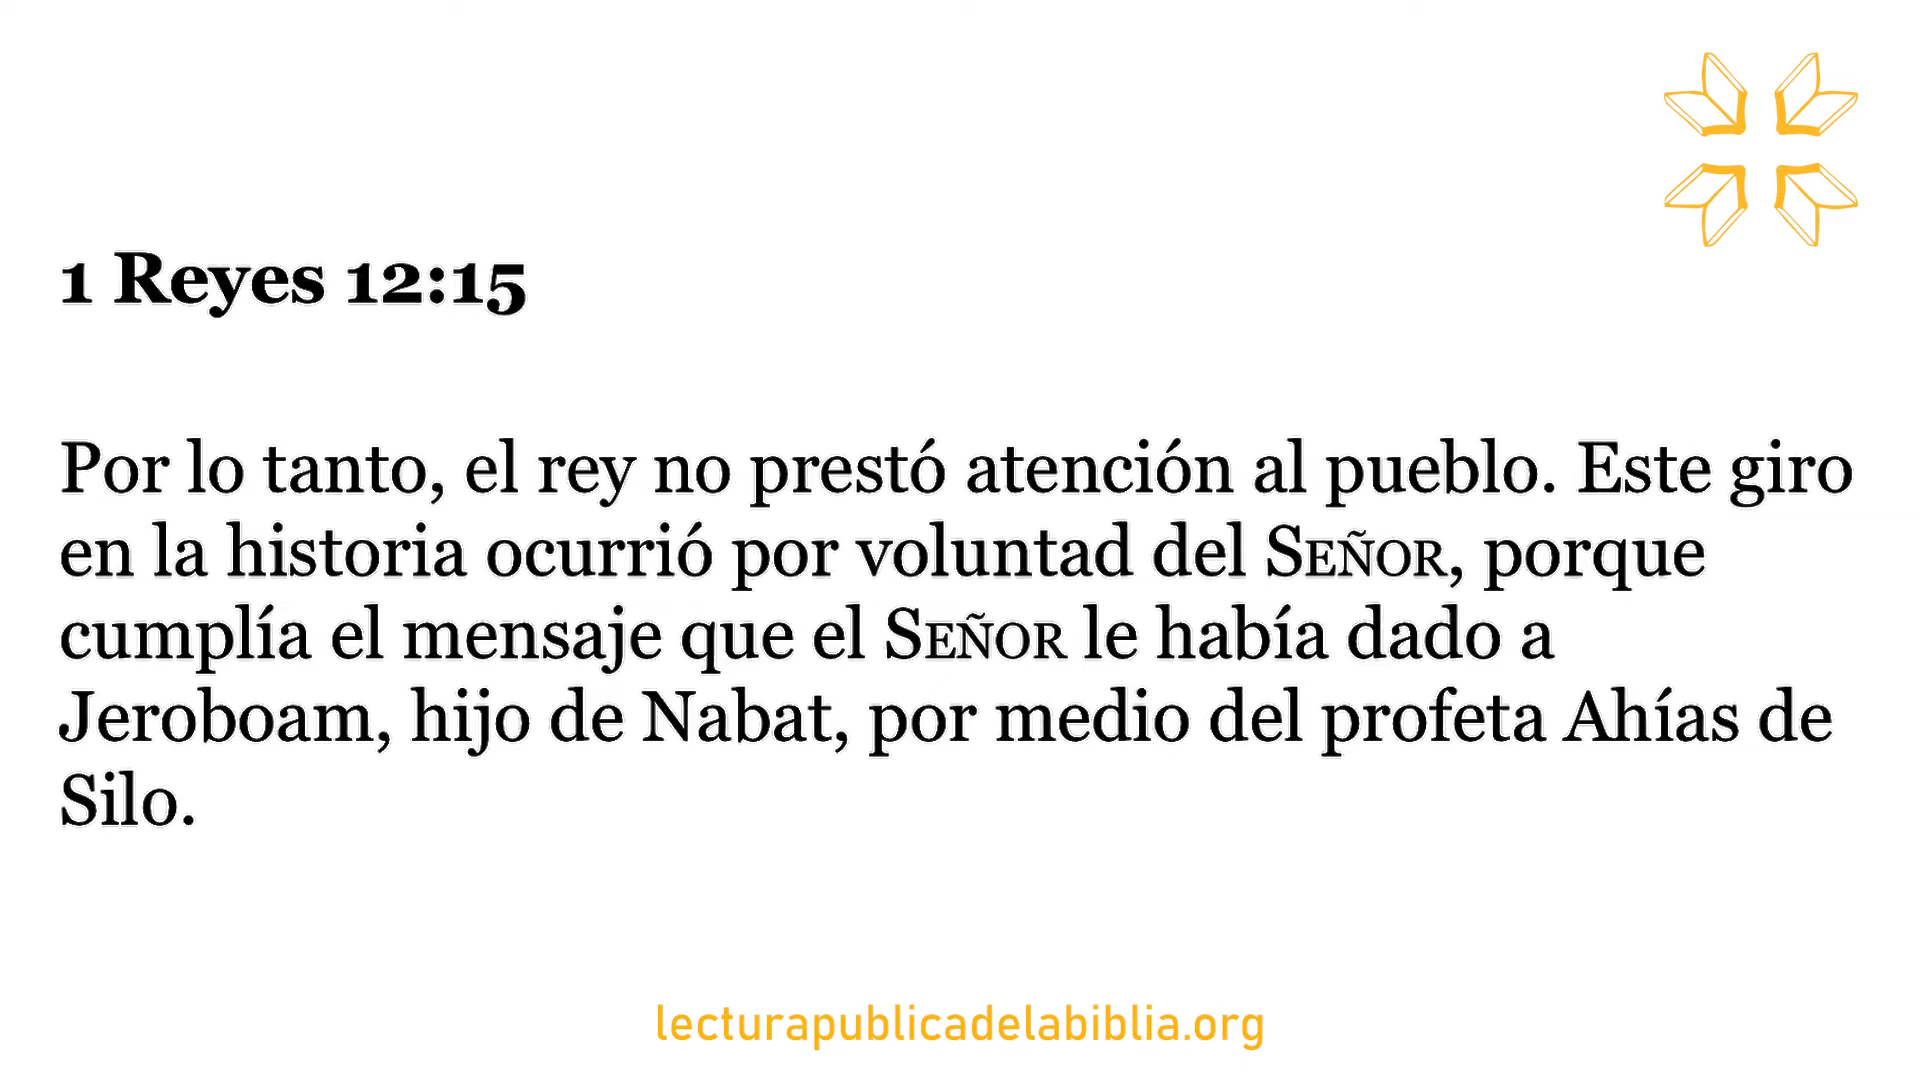 1 Reyes 12:15
Por lo tanto, el rey no prestó atención al pueblo. Este giro
en la historia ocurrió por voluntad del SEÑOR, porque
cumplía el mensaje que el SEÑOR le había dado a
Jeroboam, hijo de Nabat, por medio del profeta Ahías de
Silo.
lecturapublicadelabiblia.org